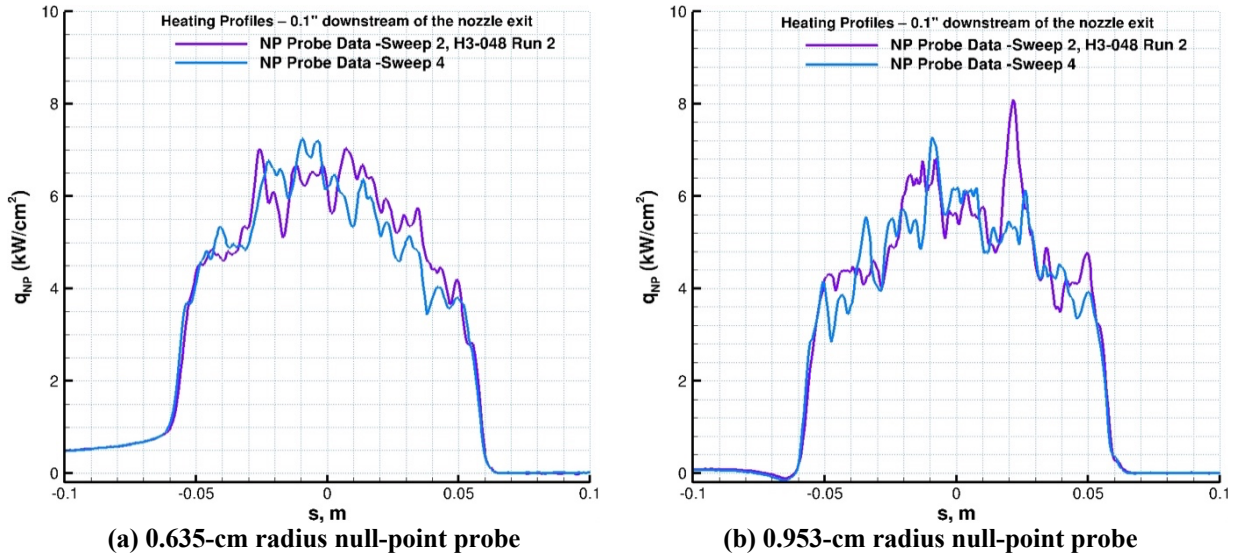 Heating Profiles – 0.1" downstream of the nozzle exit
NP Probe Data -Sweep 2, H3-048 Run 2
NP Probe Data -Sweep 4
q_NP (kW/cm²)
10
8
6
4
2
0
-0.1
-0.05
0
0.05
0.1
s, m
(a) 0.635-cm radius null-point probe
Heating Profiles – 0.1" downstream of the nozzle exit
NP Probe Data -Sweep 2, H3-048 Run 2
NP Probe Data -Sweep 4
q_NP (kW/cm²)
10
8
6
4
2
0
-0.1
-0.05
0
0.05
0.1
s, m
(b) 0.953-cm radius null-point probe